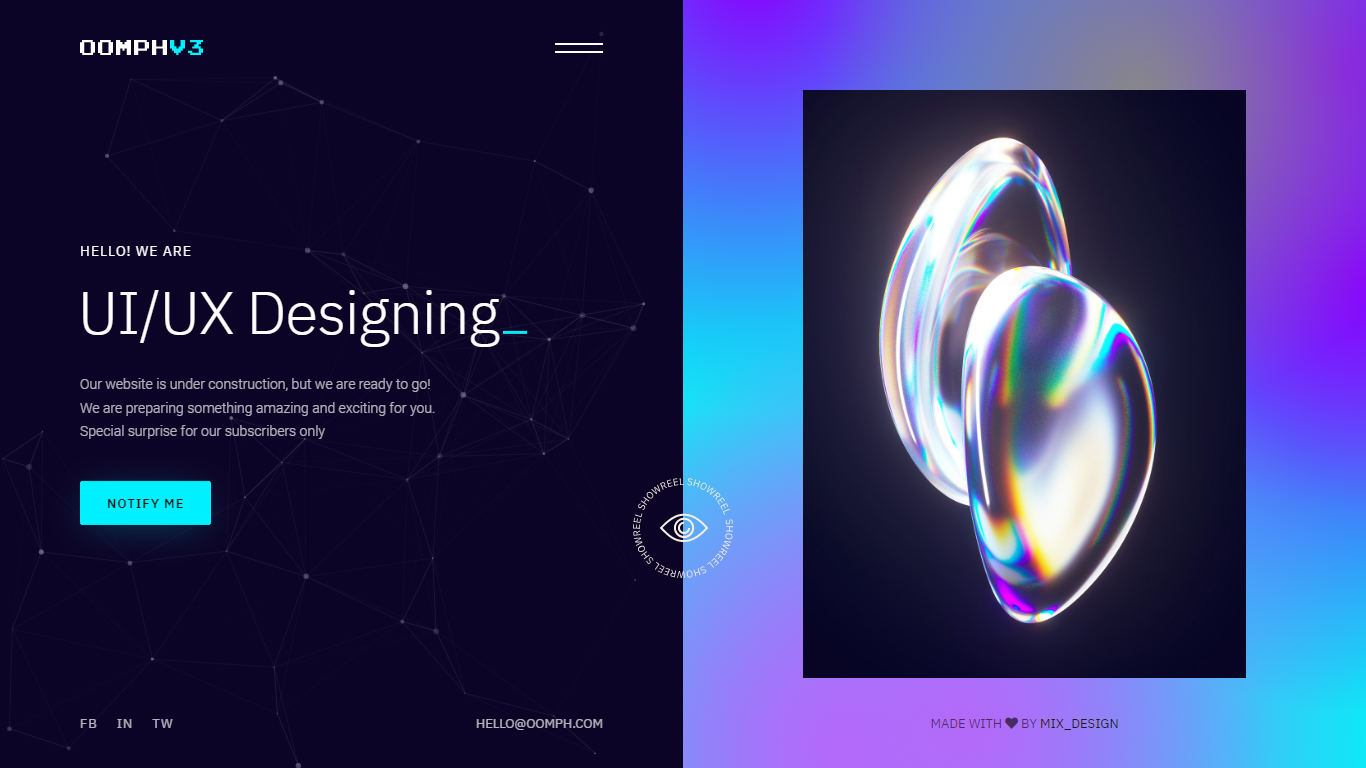 OOMPHV3
HELLO! WE ARE
UI/UX Designing_
Our website is under construction, but we are ready to go!
We are preparing something amazing and exciting for you.
Special surprise for our subscribers only
NOTIFY ME
SHOWREEL SHOWREEL SHOWREEL SHOWREEL SHOWREEL
FB IN TW
HELLO@OOMPH.COM
MADE WITH ❤ BY MIX_DESIGN